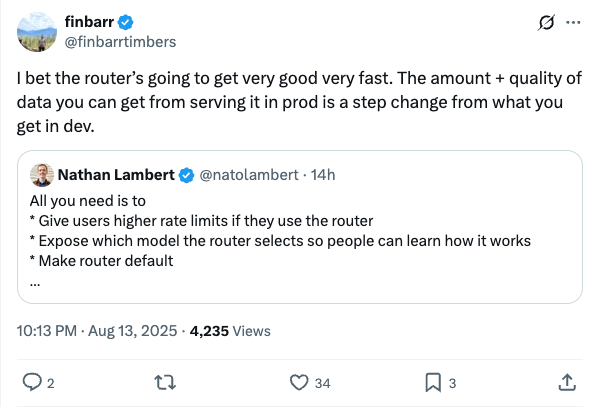 finbarr
@finbarrtimbers
I bet the router’s going to get very good very fast. The amount + quality of
data you can get from serving it in prod is a step change from what you
get in dev.
Nathan Lambert @natolambert · 14h
All you need is to
* Give users higher rate limits if they use the router
* Expose which model the router selects so people can learn how it works
* Make router default
...
10:13 PM · Aug 13, 2025 · 4,235 Views
2 34 3